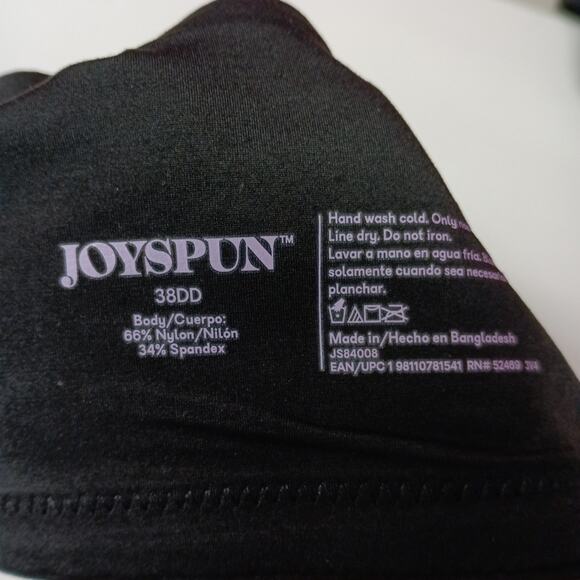 JOYSPUN™
38DD
Body/Cuerpo:
66% Nylon/Nilón
34% Spandex
Hand wash cold. Only
Line dry. Do not iron.
Lavar a mano en agua fría.
solamente cuando sea necesario
planchar.
Made in/Hecho en Bangladesh
JS84008
EAN/UPC 1 98110781541 RN# 52469